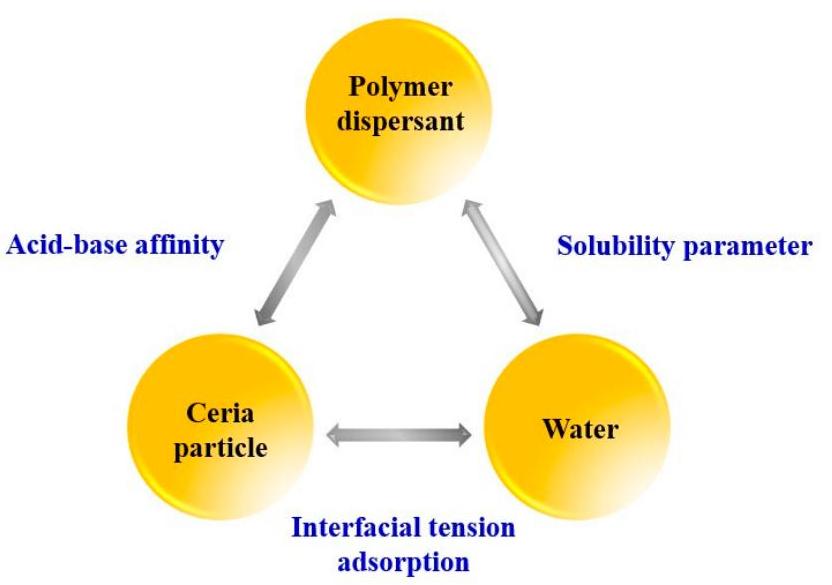 Polymer
dispersant
Acid-base affinity
Solubility parameter
Ceria
particle
Water
Interfacial tension
adsorption